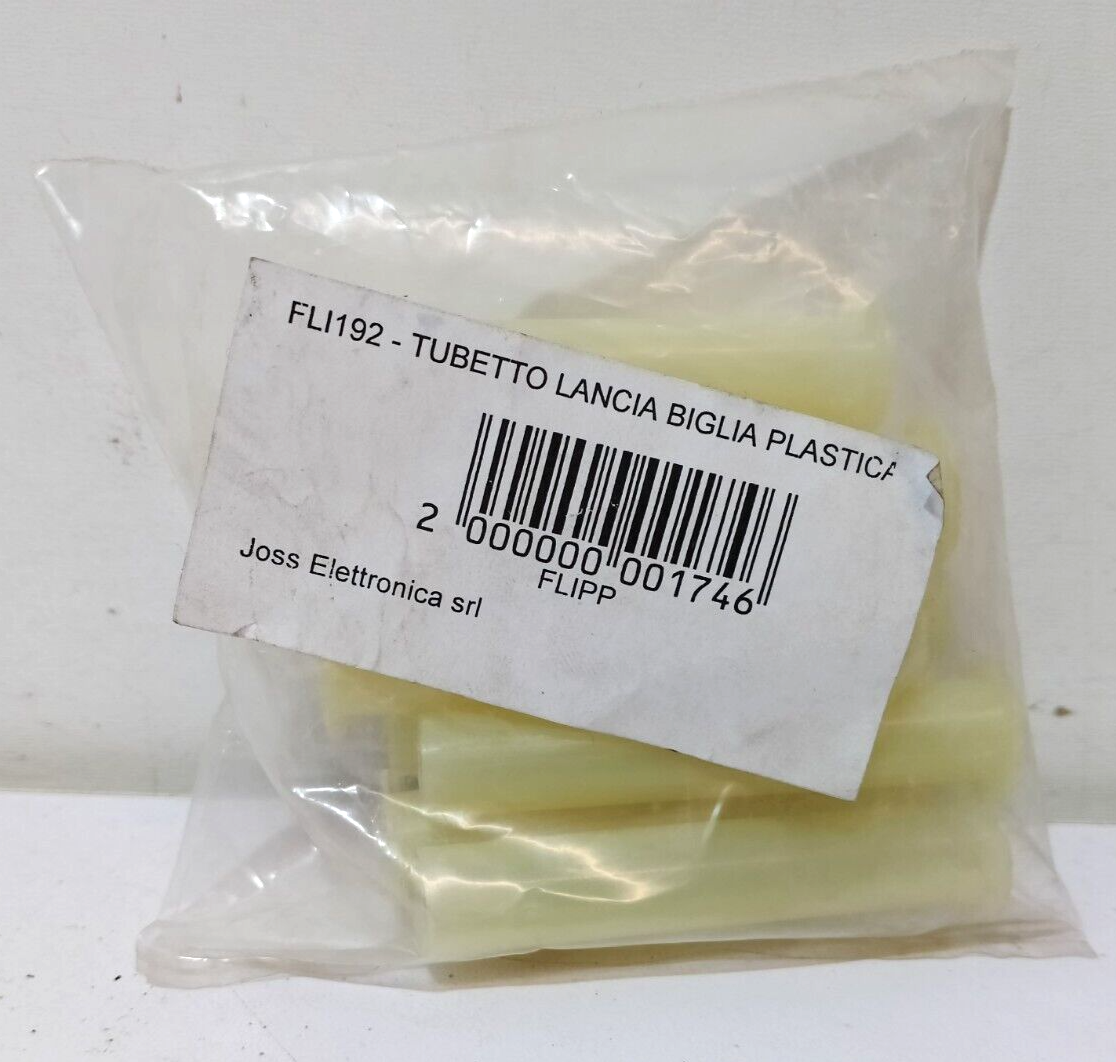 FLI192 - TUBETTO LANCIA BIGLIA PLASTICA
2 000000 001746
FLIPP
Joss Elettronica srl